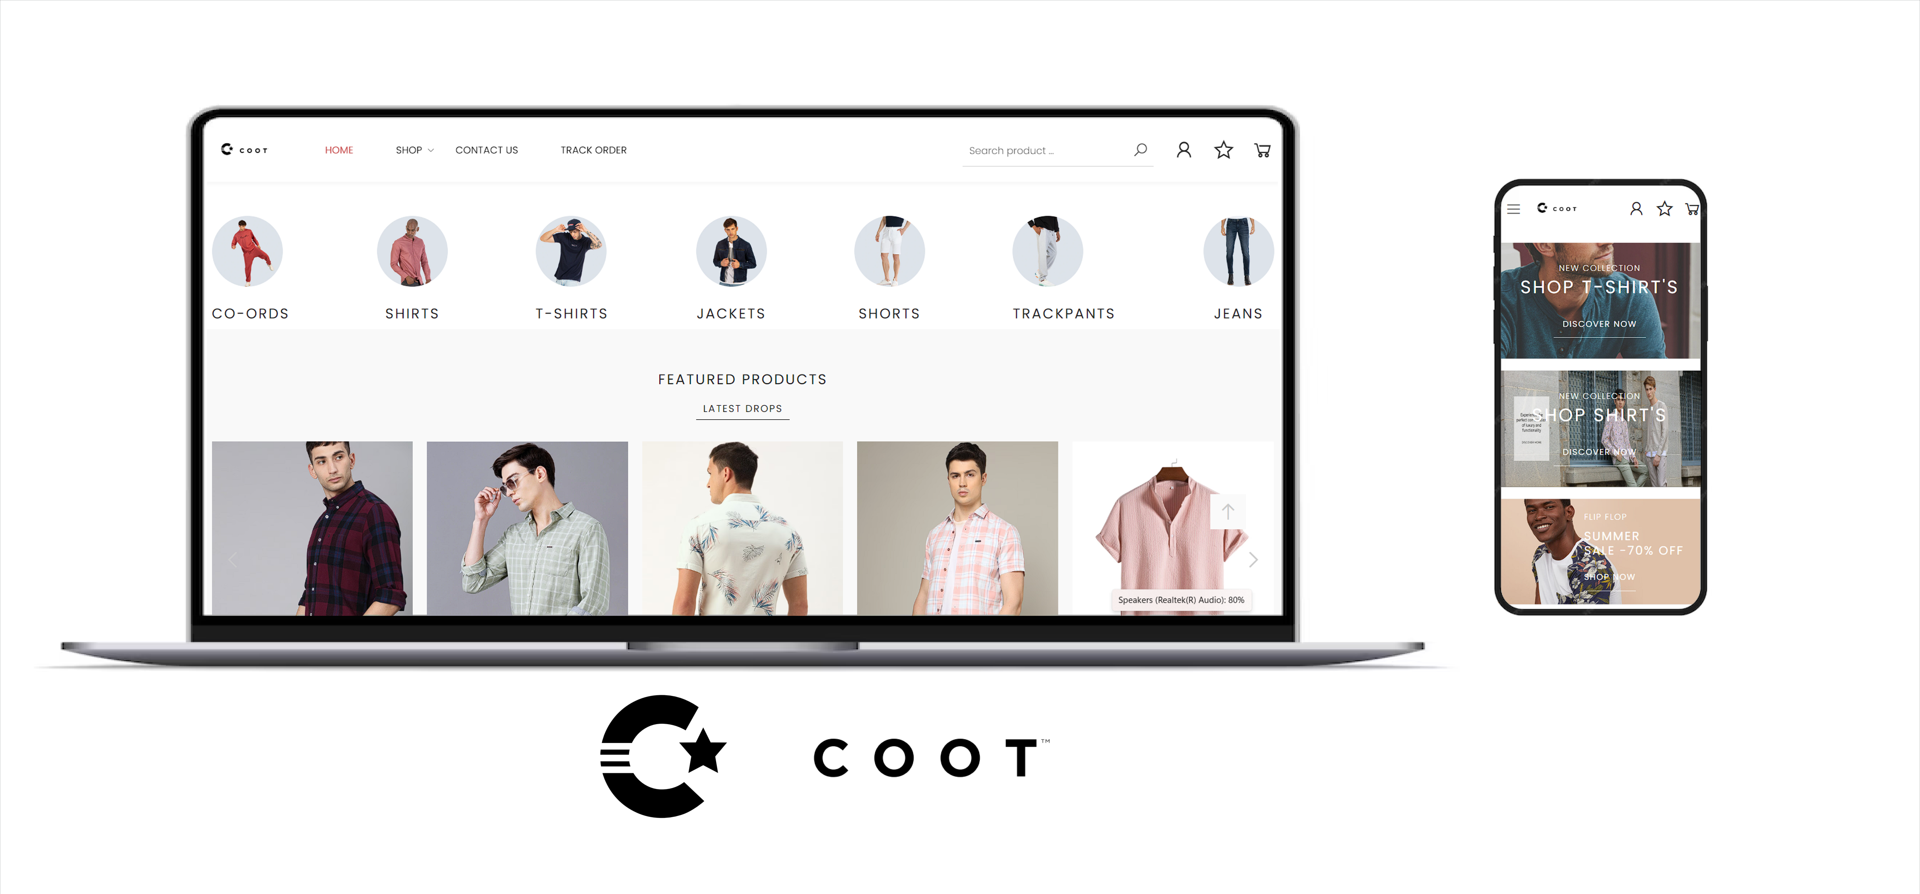 COOT
HOME
SHOP
CONTACT US
TRACK ORDER
Search product ...
CO-ORDS
SHIRTS
T-SHIRTS
JACKETS
SHORTS
TRACKPANTS
JEANS
FEATURED PRODUCTS
LATEST DROPS
Speakers (Realtek(R) Audio): 80%
COOT
NEW COLLECTION
SHOP T-SHIRT'S
DISCOVER NOW
NEW COLLECTION
SHOP SHIRT'S
DISCOVER NOW
FLIP FLOP
SUMMER
SALE -70% OFF
SHOP NOW
COOT™